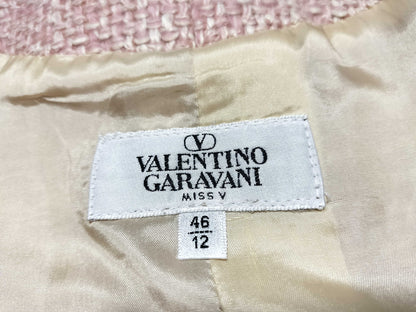 V
VALENTINO
GARAVANI
MISS V
46
12